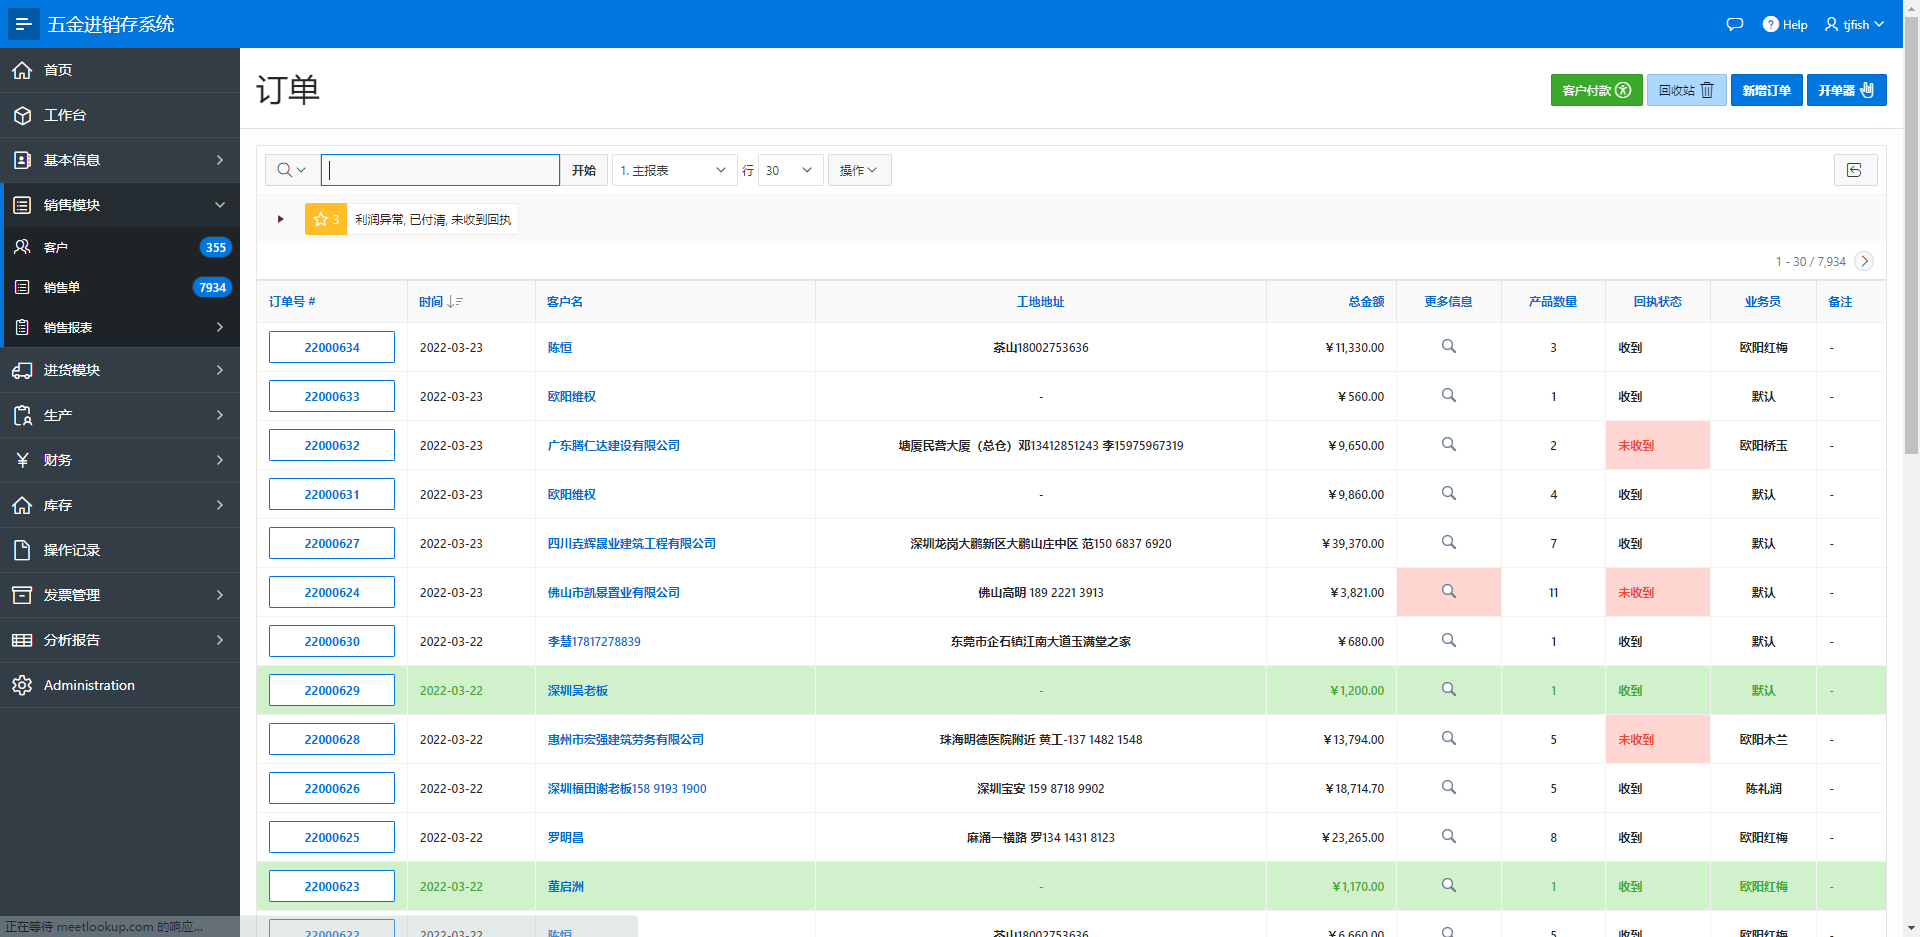 五金进销存系统
Help
tjfish
首页
工作台
基本信息
销售模块
客户 355
销售单 7934
销售报表
进货模块
生产
财务
库存
操作记录
发票管理
分析报告
Administration
订单
客户付款 回收站 新增订单 开单器
开始 1. 主报表 行 30 操作
3 利润异常, 已付清, 未收到回执
1 - 30 / 7,934
订单号 # 时间 客户名 工地地址 总金额 更多信息 产品数量 回执状态 业务员 备注
22000634 2022-03-23 陈恒 茶山18002753636 ￥11,330.00 3 收到 欧阳红梅 -
22000633 2022-03-23 欧阳维权 - ￥560.00 1 收到 默认 -
22000632 2022-03-23 广东腾仁达建设有限公司 塘厦民营大厦（总仓）邓13412851243 李15975967319 ￥9,650.00 2 未收到 欧阳桥玉 -
22000631 2022-03-23 欧阳维权 - ￥9,860.00 4 收到 默认 -
22000627 2022-03-23 四川垚辉晟业建筑工程有限公司 深圳龙岗大鹏新区大鹏山庄中区 范150 6837 6920 ￥39,370.00 7 收到 默认 -
22000624 2022-03-23 佛山市凯景置业有限公司 佛山高明 189 2221 3913 ￥3,821.00 11 未收到 默认 -
22000630 2022-03-22 李慧17817278839 东莞市企石镇江南大道玉满堂之家 ￥680.00 1 收到 默认 -
22000629 2022-03-22 深圳吴老板 - ￥1,200.00 1 收到 默认 -
22000628 2022-03-22 惠州市宏强建筑劳务有限公司 珠海明德医院附近 黄工-137 1482 1548 ￥13,794.00 5 未收到 欧阳木兰 -
22000626 2022-03-22 深圳福田谢老板158 9193 1900 深圳宝安 159 8718 9902 ￥18,714.70 5 收到 陈礼润 -
22000625 2022-03-22 罗明昌 麻涌一横路 罗134 1431 8123 ￥23,265.00 8 收到 欧阳红梅 -
22000623 2022-03-22 董启洲 - ￥1,170.00 1 收到 欧阳红梅 -
22000622 2022-03-22 陈恒 茶山18002753636 ￥6,660.00 5 收到 欧阳红梅 -
正在等待 meetlookup.com 的响应...